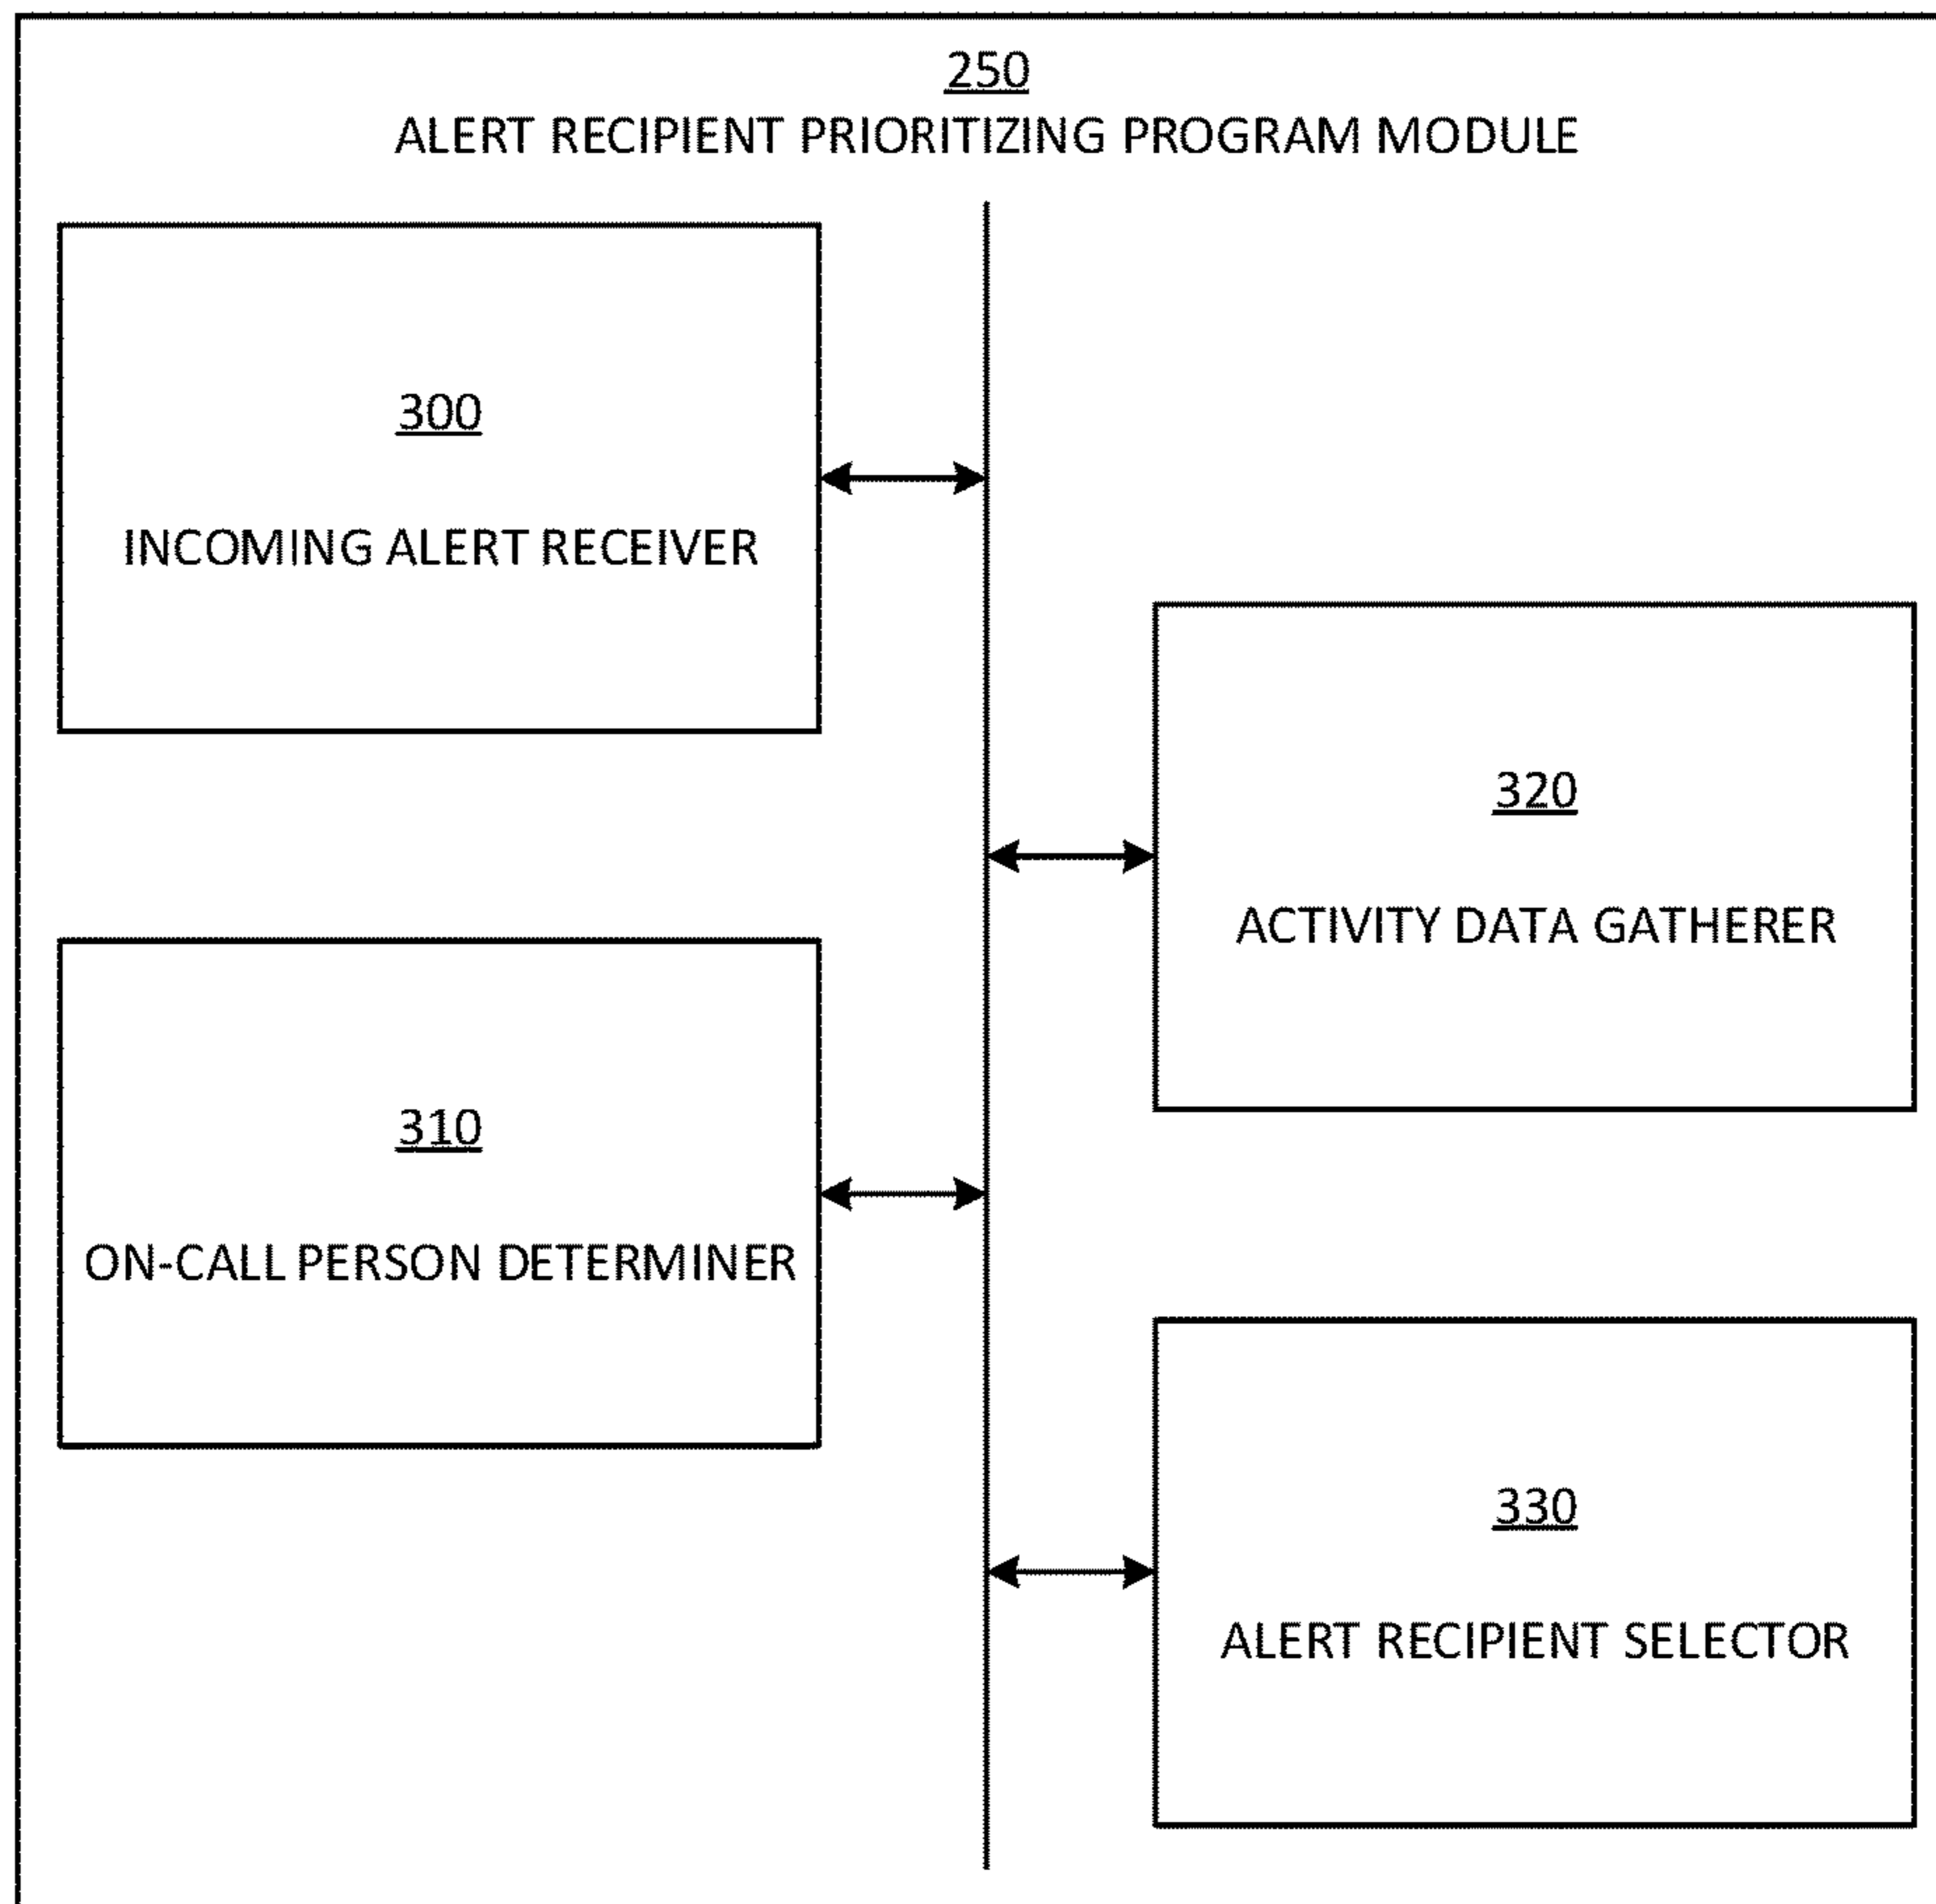 250
ALERT RECIPIENT PRIORITIZING PROGRAM MODULE
300
INCOMING ALERT RECEIVER
320
ACTIVITY DATA GATHERER
310
ON-CALL PERSON DETERMINER
330
ALERT RECIPIENT SELECTOR